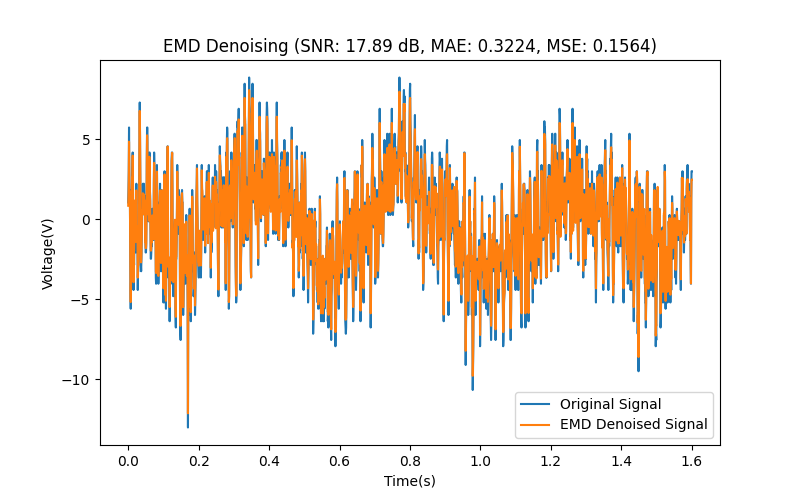 EMD Denoising (SNR: 17.89 dB, MAE: 0.3224, MSE: 0.1564)
Voltage(V)
5
0
−5
−10
Original Signal
EMD Denoised Signal
0.0 0.2 0.4 0.6 0.8 1.0 1.2 1.4 1.6
Time(s)